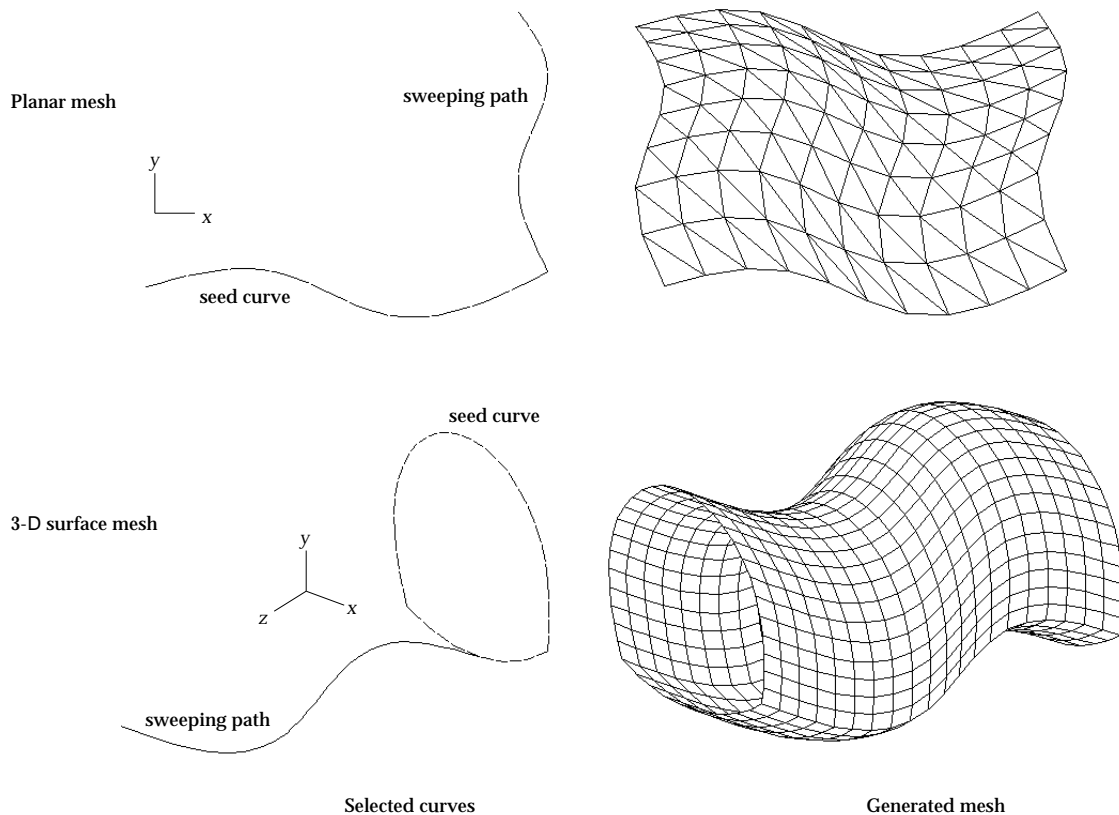 Planar mesh
sweeping path
y
x
seed curve
seed curve
3-D surface mesh
y
x
z
sweeping path
Selected curves
Generated mesh